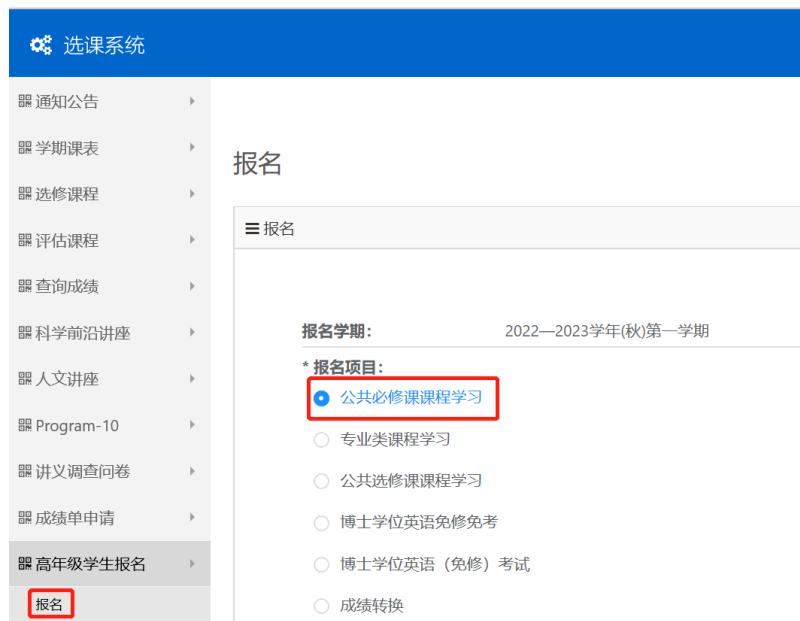 选课系统
通知公告
学期课表
选修课程
评估课程
查询成绩
科学前沿讲座
人文讲座
Program-10
讲义调查问卷
成绩单申请
高年级学生报名
报名
报名
报名
报名学期： 2022—2023学年(秋)第一学期
* 报名项目：
公共必修课课程学习
专业类课程学习
公共选修课课程学习
博士学位英语免修免考
博士学位英语（免修）考试
成绩转换